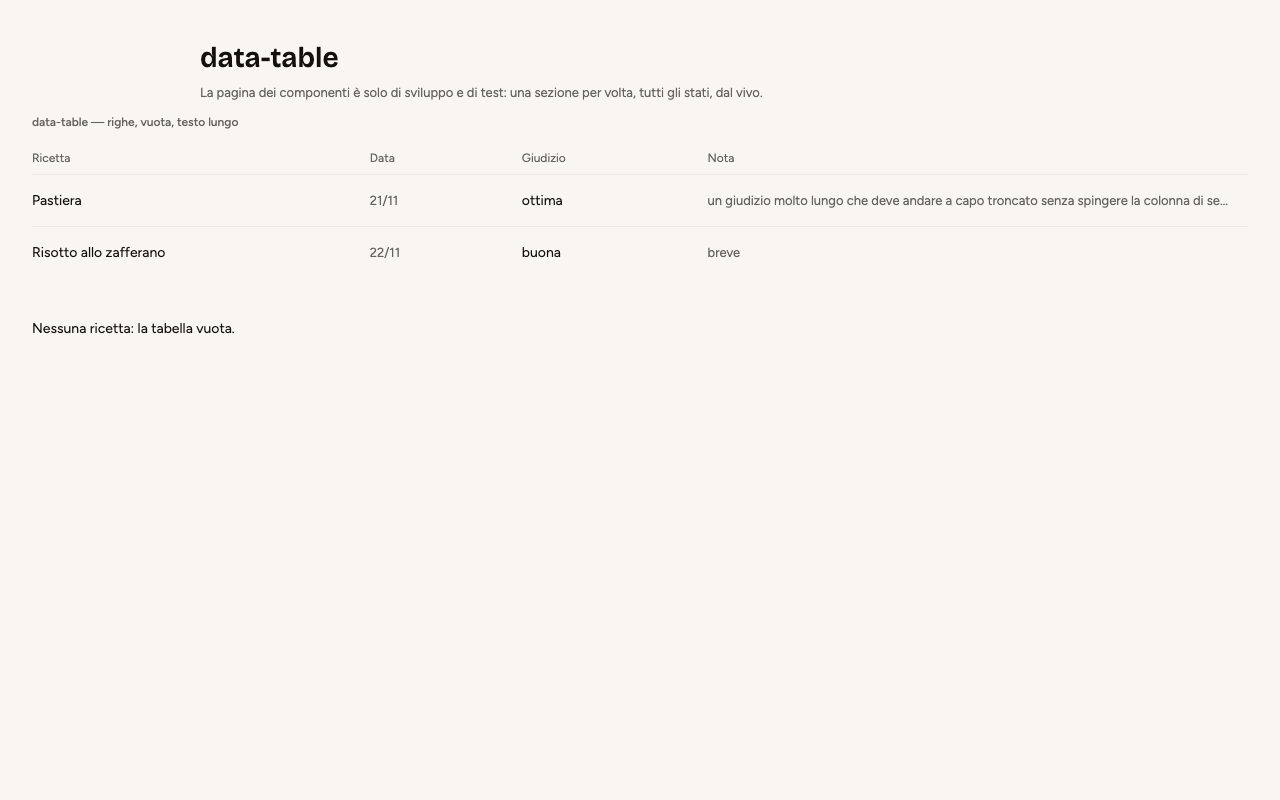 data-table
La pagina dei componenti è solo di sviluppo e di test: una sezione per volta, tutti gli stati, dal vivo.
data-table — righe, vuota, testo lungo
Ricetta Data Giudizio Nota
Pastiera 21/11 ottima un giudizio molto lungo che deve andare a capo troncato senza spingere la colonna di se…
Risotto allo zafferano 22/11 buona breve
Nessuna ricetta: la tabella vuota.